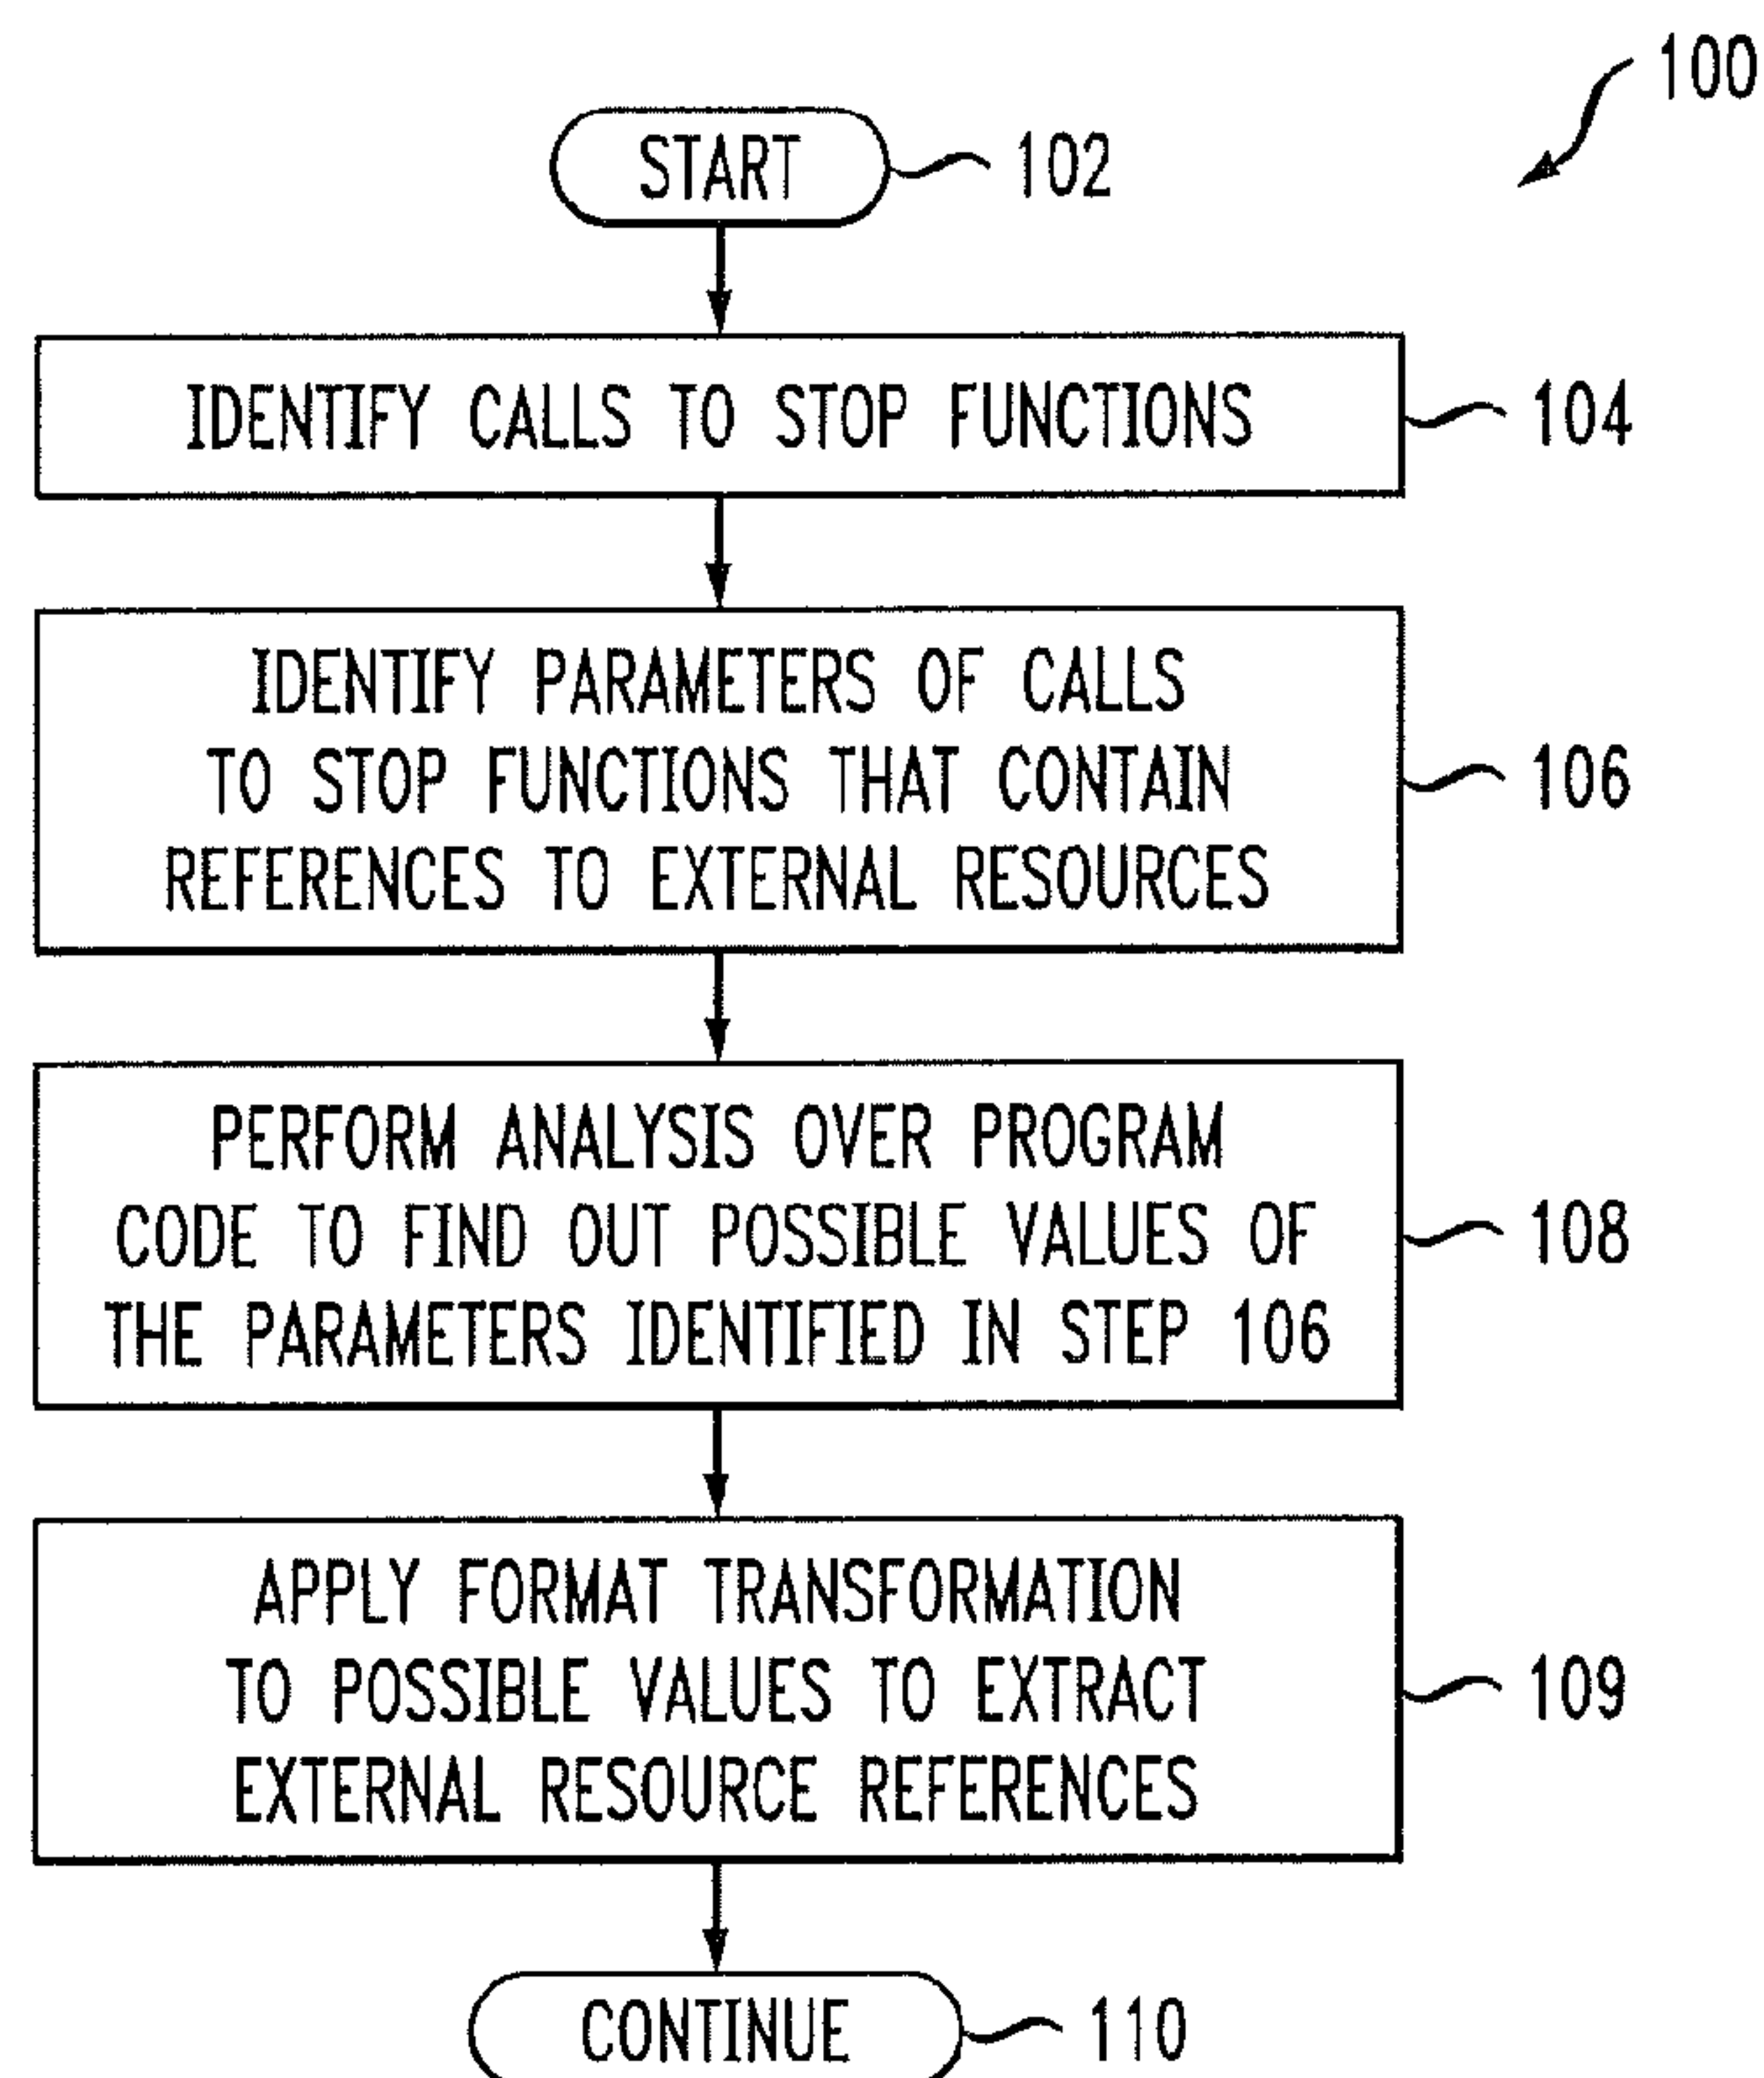 100
START 102
IDENTIFY CALLS TO STOP FUNCTIONS 104
IDENTIFY PARAMETERS OF CALLS
TO STOP FUNCTIONS THAT CONTAIN 106
REFERENCES TO EXTERNAL RESOURCES
PERFORM ANALYSIS OVER PROGRAM
CODE TO FIND OUT POSSIBLE VALUES OF 108
THE PARAMETERS IDENTIFIED IN STEP 106
APPLY FORMAT TRANSFORMATION
TO POSSIBLE VALUES TO EXTRACT 109
EXTERNAL RESOURCE REFERENCES
CONTINUE 110